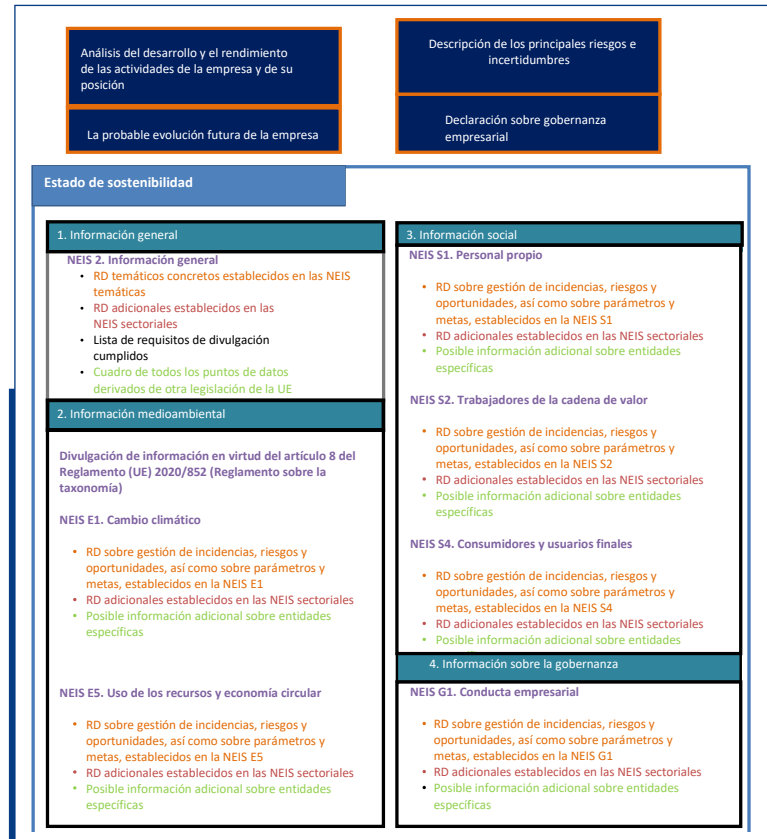 Análisis del desarrollo y el rendimiento
de las actividades de la empresa y de su
posición
Descripción de los principales riesgos e
incertidumbres
La probable evolución futura de la empresa
Declaración sobre gobernanza
empresarial
Estado de sostenibilidad
1. Información general
NEIS 2. Información general
• RD temáticos concretos establecidos en las NEIS
temáticas
• RD adicionales establecidos en las
NEIS sectoriales
• Lista de requisitos de divulgación
cumplidos
• Cuadro de todos los puntos de datos
derivados de otra legislación de la UE
2. Información medioambiental
Divulgación de información en virtud del artículo 8 del
Reglamento (UE) 2020/852 (Reglamento sobre la
taxonomía)
NEIS E1. Cambio climático
• RD sobre gestión de incidencias, riesgos y
oportunidades, así como sobre parámetros y
metas, establecidos en la NEIS E1
• RD adicionales establecidos en las NEIS sectoriales
• Posible información adicional sobre entidades
específicas
NEIS E5. Uso de los recursos y economía circular
• RD sobre gestión de incidencias, riesgos y
oportunidades, así como sobre parámetros y
metas, establecidos en la NEIS E5
• RD adicionales establecidos en las NEIS sectoriales
• Posible información adicional sobre entidades
específicas
3. Información social
NEIS S1. Personal propio
• RD sobre gestión de incidencias, riesgos y
oportunidades, así como sobre parámetros y
metas, establecidos en la NEIS S1
• RD adicionales establecidos en las NEIS sectoriales
• Posible información adicional sobre entidades
específicas
NEIS S2. Trabajadores de la cadena de valor
• RD sobre gestión de incidencias, riesgos y
oportunidades, así como sobre parámetros y
metas, establecidos en la NEIS S2
• RD adicionales establecidos en las NEIS sectoriales
• Posible información adicional sobre entidades
específicas
NEIS S4. Consumidores y usuarios finales
• RD sobre gestión de incidencias, riesgos y
oportunidades, así como sobre parámetros y
metas, establecidos en la NEIS S4
• RD adicionales establecidos en las NEIS sectoriales
• Posible información adicional sobre entidades
4. Información sobre la gobernanza
NEIS G1. Conducta empresarial
• RD sobre gestión de incidencias, riesgos y
oportunidades, así como sobre parámetros y
metas, establecidos en la NEIS G1
• RD adicionales establecidos en las NEIS sectoriales
• Posible información adicional sobre entidades
específicas